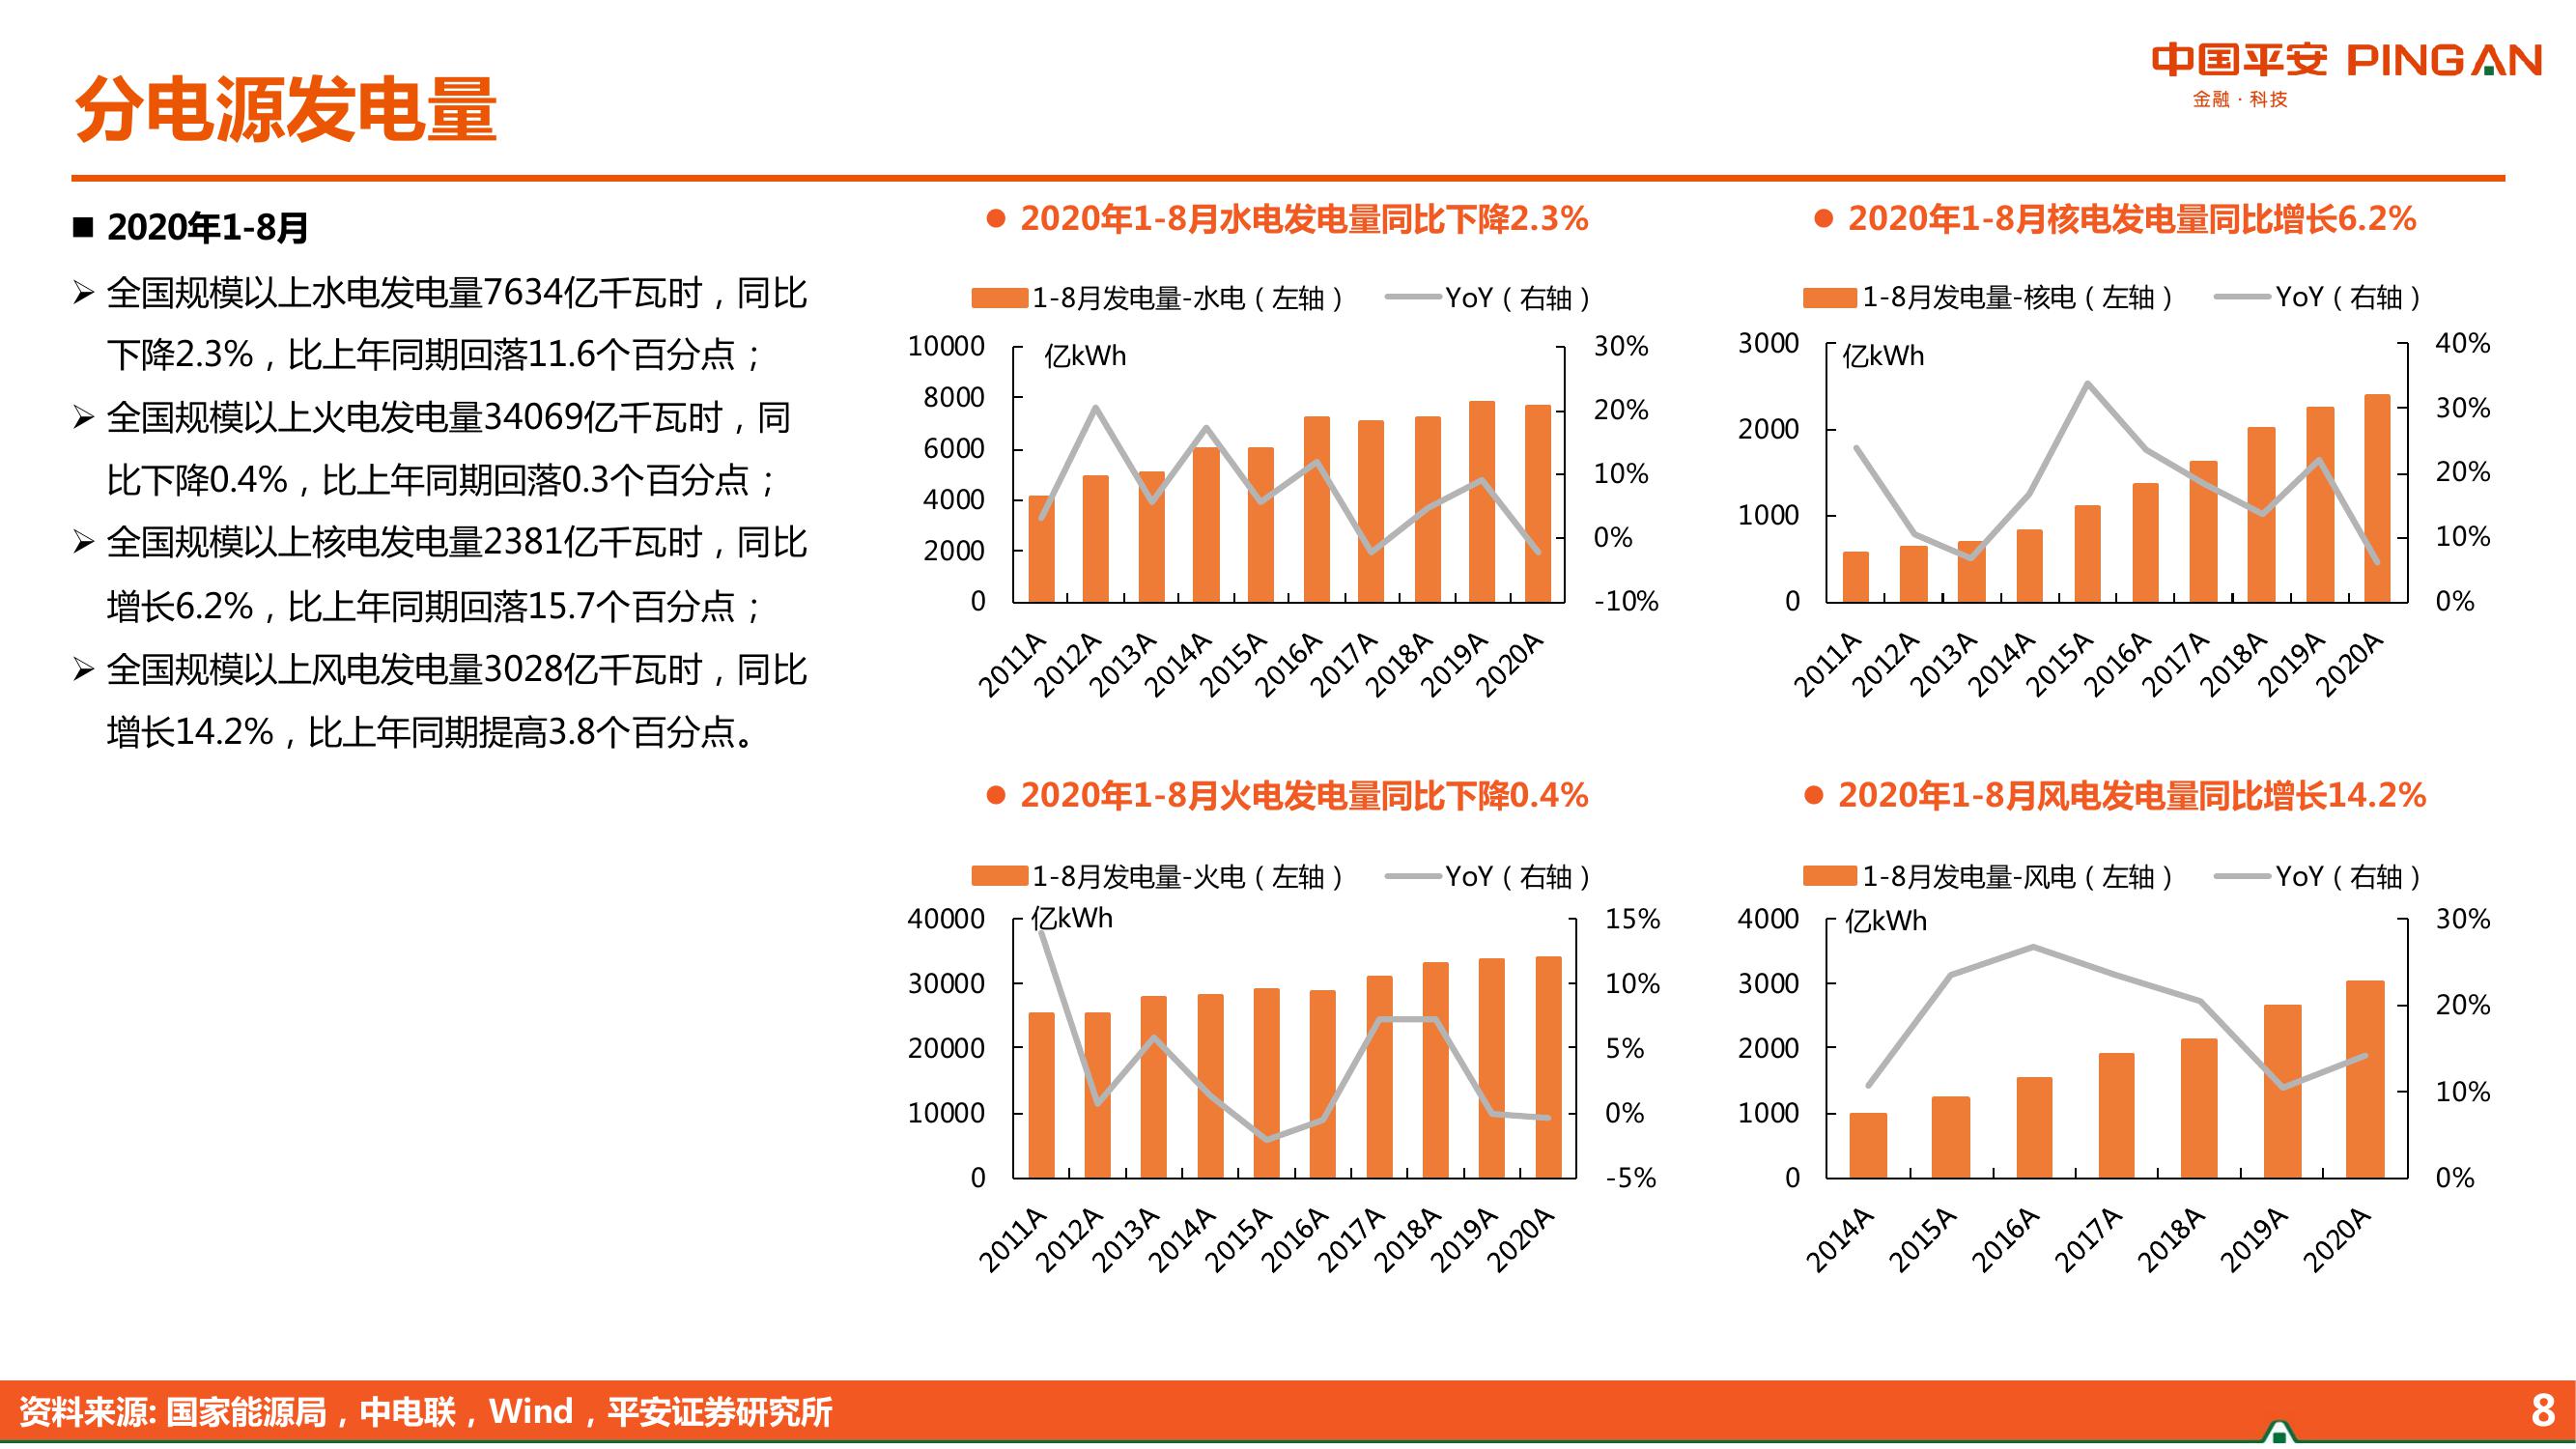 中国平安 PINGAN
金融·科技
分电源发电量
■ 2020年1-8月
➢ 全国规模以上水电发电量7634亿千瓦时，同比
下降2.3%，比上年同期回落11.6个百分点；
➢ 全国规模以上火电发电量34069亿千瓦时，同
比下降0.4%，比上年同期回落0.3个百分点；
➢ 全国规模以上核电发电量2381亿千瓦时，同比
增长6.2%，比上年同期回落15.7个百分点；
➢ 全国规模以上风电发电量3028亿千瓦时，同比
增长14.2%，比上年同期提高3.8个百分点。
● 2020年1-8月水电发电量同比下降2.3%
1-8月发电量-水电（左轴） YoY（右轴）
亿kWh
10000 30%
8000 20%
6000 10%
4000 0%
2000 -10%
0
2011A 2012A 2013A 2014A 2015A 2016A 2017A 2018A 2019A 2020A
● 2020年1-8月核电发电量同比增长6.2%
1-8月发电量-核电（左轴） YoY（右轴）
亿kWh
3000 40%
2000 30%
1000 20%
0 10%
0%
2011A 2012A 2013A 2014A 2015A 2016A 2017A 2018A 2019A 2020A
● 2020年1-8月火电发电量同比下降0.4%
1-8月发电量-火电（左轴） YoY（右轴）
亿kWh
40000 15%
30000 10%
20000 5%
10000 0%
0 -5%
2011A 2012A 2013A 2014A 2015A 2016A 2017A 2018A 2019A 2020A
● 2020年1-8月风电发电量同比增长14.2%
1-8月发电量-风电（左轴） YoY（右轴）
亿kWh
4000 30%
3000 20%
2000 10%
1000 0%
0
2014A 2015A 2016A 2017A 2018A 2019A 2020A
资料来源: 国家能源局，中电联，Wind，平安证券研究所
8